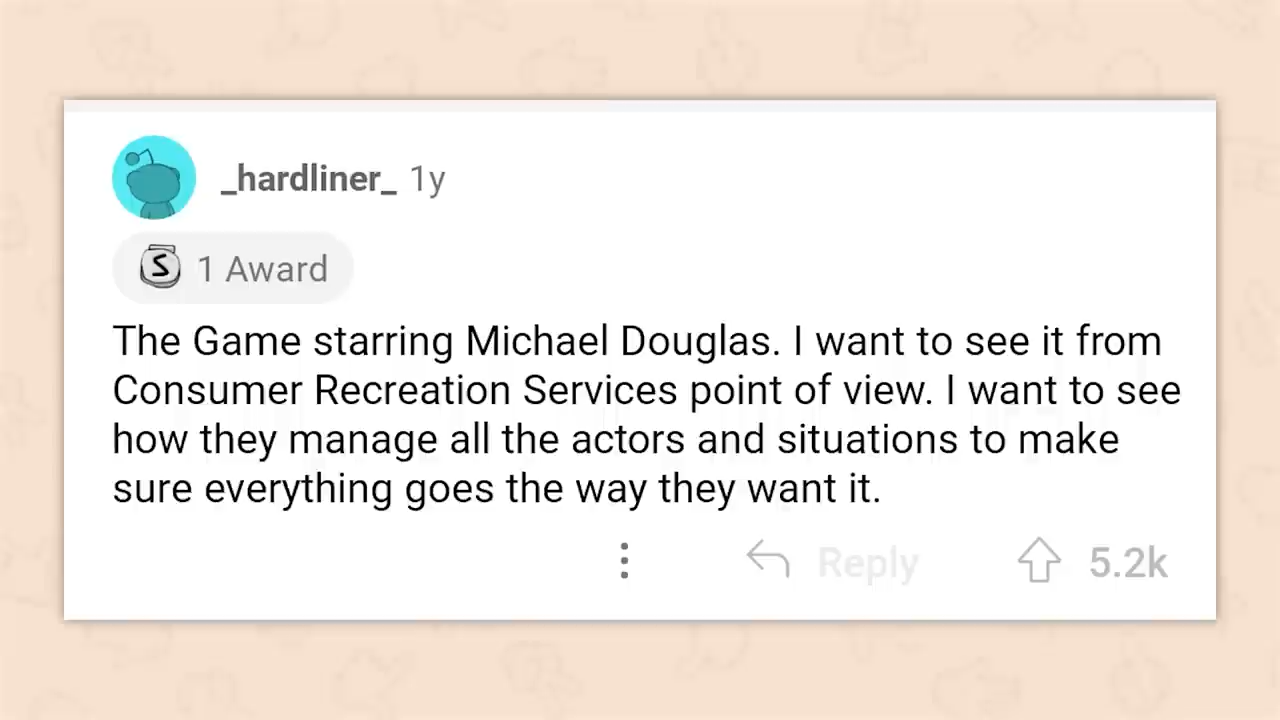 _hardliner_ 1y
S 1 Award
The Game starring Michael Douglas. I want to see it from
Consumer Recreation Services point of view. I want to see
how they manage all the actors and situations to make
sure everything goes the way they want it.
Reply 5.2k